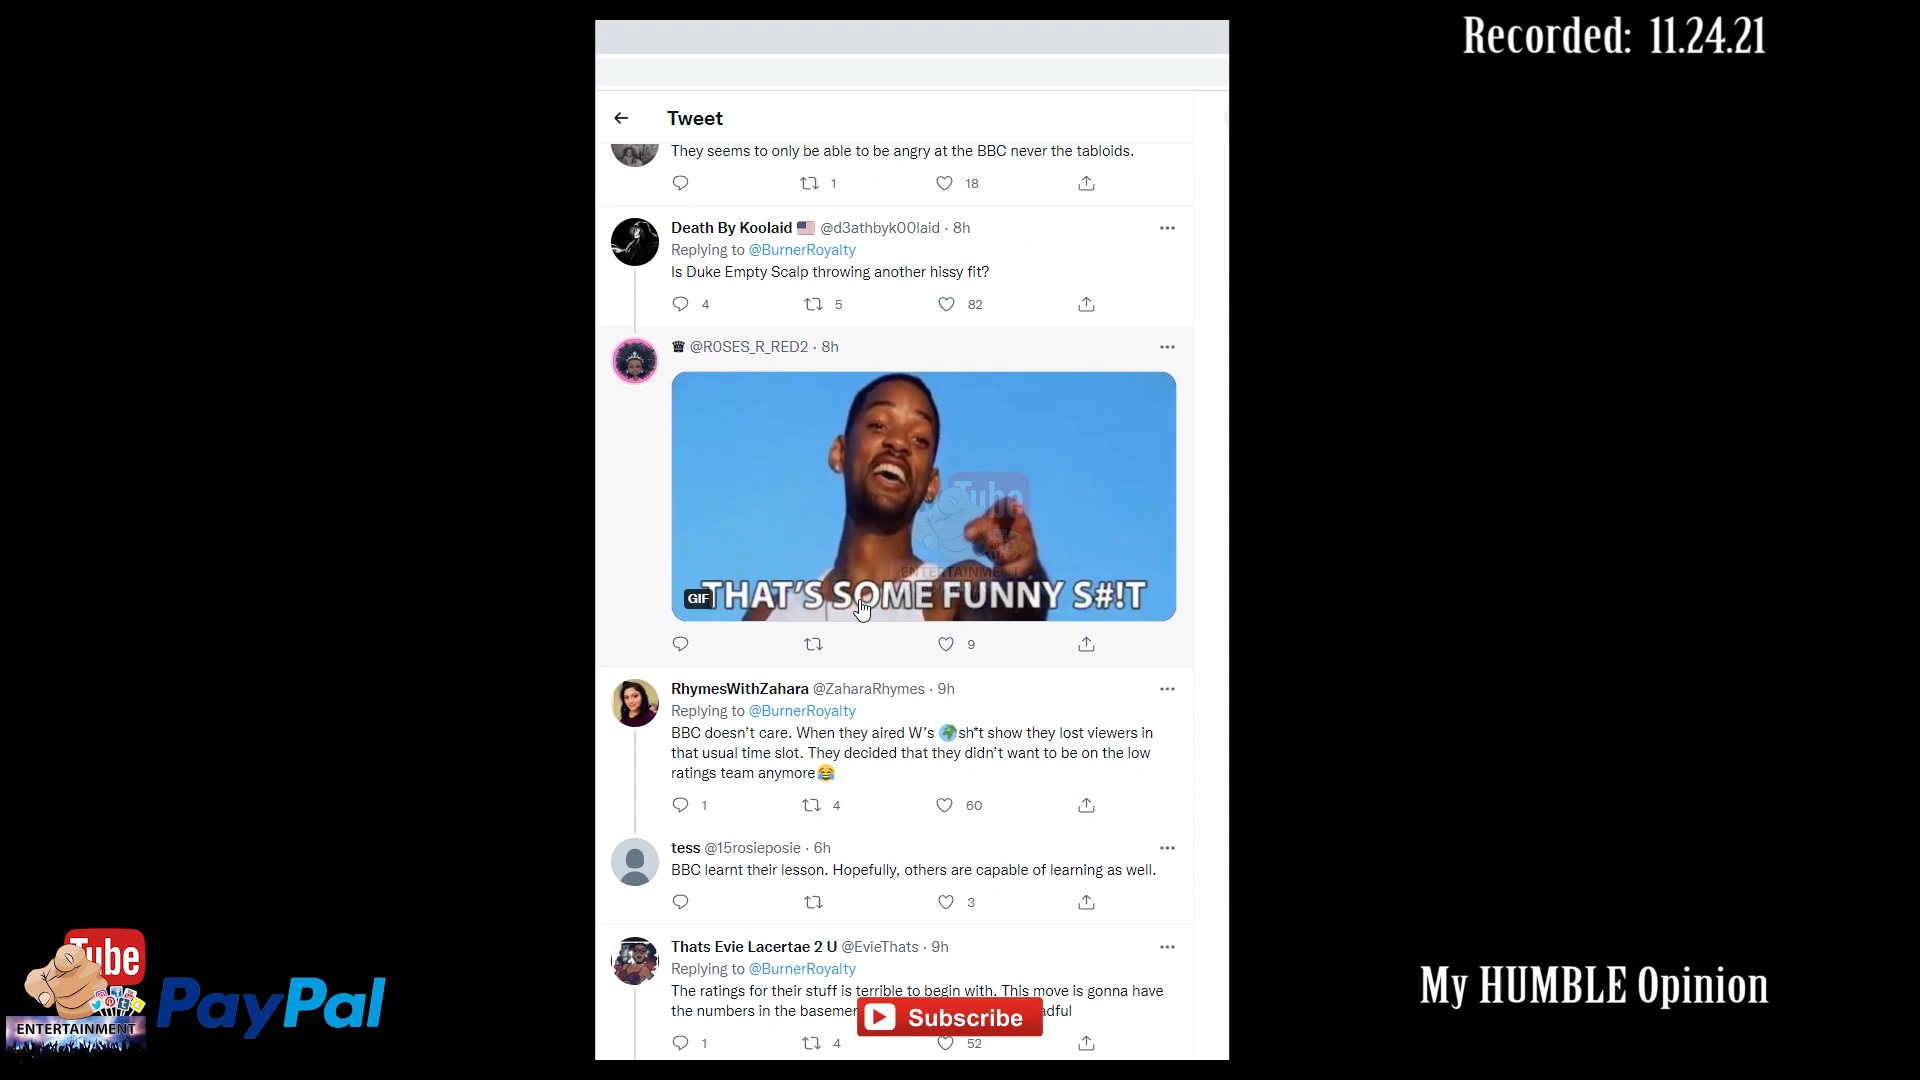 Recorded: 11.24.21
Tweet
They seems to only be able to be angry at the BBC never the tabloids.
1 18
Death By Koolaid @d3athbyk00laid · 8h
Replying to @BurnerRoyalty
Is Duke Empty Scalp throwing another hissy fit?
4 5 82
@R0SES_R_RED2 · 8h
Tube
ENTERTAINMENT
GIF THAT'S SOME FUNNY S#!T
9
RhymesWithZahara @ZaharaRhymes · 9h
Replying to @BurnerRoyalty
BBC doesn't care. When they aired W's 🌍sh*t show they lost viewers in
that usual time slot. They decided that they didn't want to be on the low
ratings team anymore😂
1 4 60
tess @15rosieposie · 6h
BBC learnt their lesson. Hopefully, others are capable of learning as well.
3
Thats Evie Lacertae 2 U @EvieThats · 9h
Replying to @BurnerRoyalty
The ratings for their stuff is terrible to begin with. This move is gonna have
the numbers in the
Subscribe
1 4 52
Tube
ENTERTAINMENT
PayPal
My HUMBLE Opinion